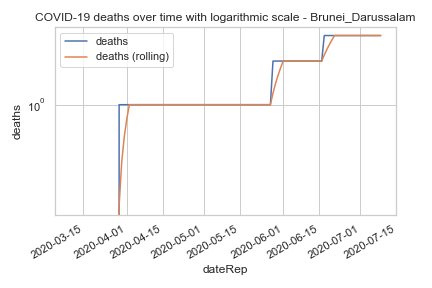 COVID-19 deaths over time with logarithmic scale - Brunei_Darussalam
deaths
deaths (rolling)
deaths
10^0
2020-03-15
2020-04-01
2020-04-15
2020-05-01
2020-05-15
2020-06-01
2020-06-15
2020-07-01
2020-07-15
dateRep